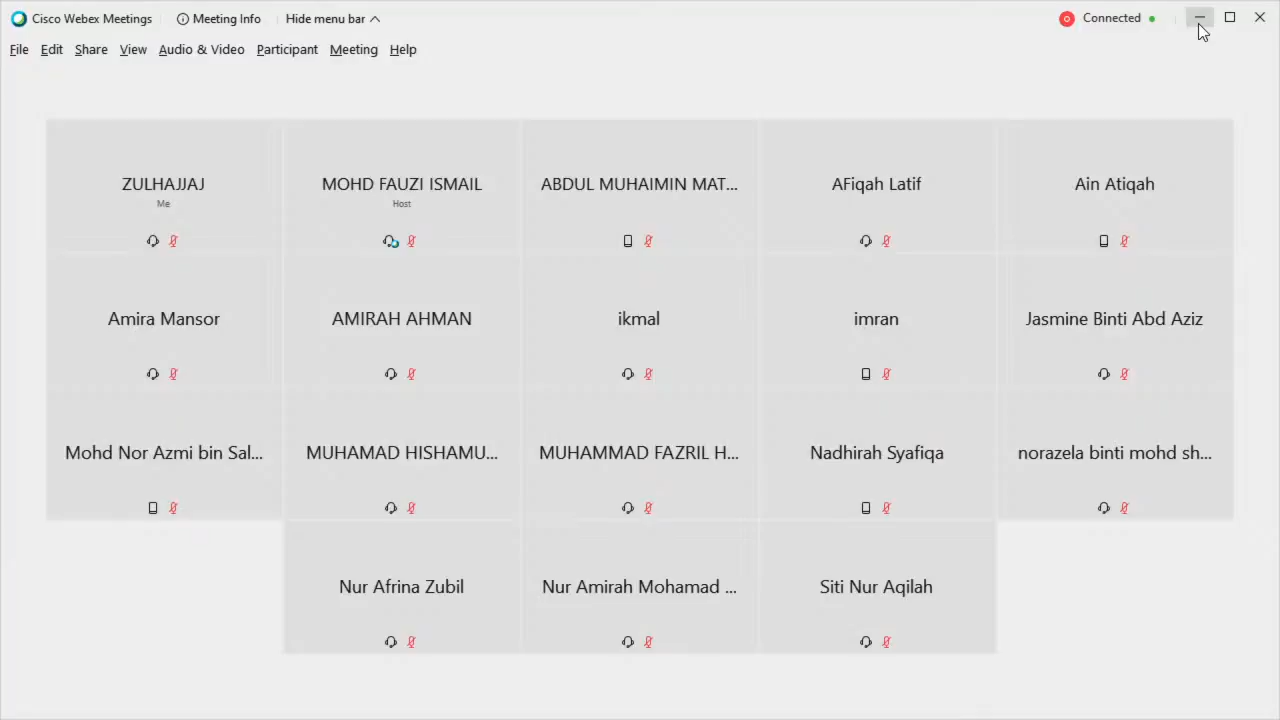 Cisco Webex Meetings Meeting Info Hide menu bar Connected
File Edit Share View Audio & Video Participant Meeting Help
ZULHAJJAJ
Me
MOHD FAUZI ISMAIL
Host
ABDUL MUHAIMIN MAT...
AFiqah Latif
Ain Atiqah
Amira Mansor
AMIRAH AHMAN
ikmal
imran
Jasmine Binti Abd Aziz
Mohd Nor Azmi bin Sal...
MUHAMAD HISHAMU...
MUHAMMAD FAZRIL H...
Nadhirah Syafiqa
norazela binti mohd sh...
Nur Afrina Zubil
Nur Amirah Mohamad ...
Siti Nur Aqilah